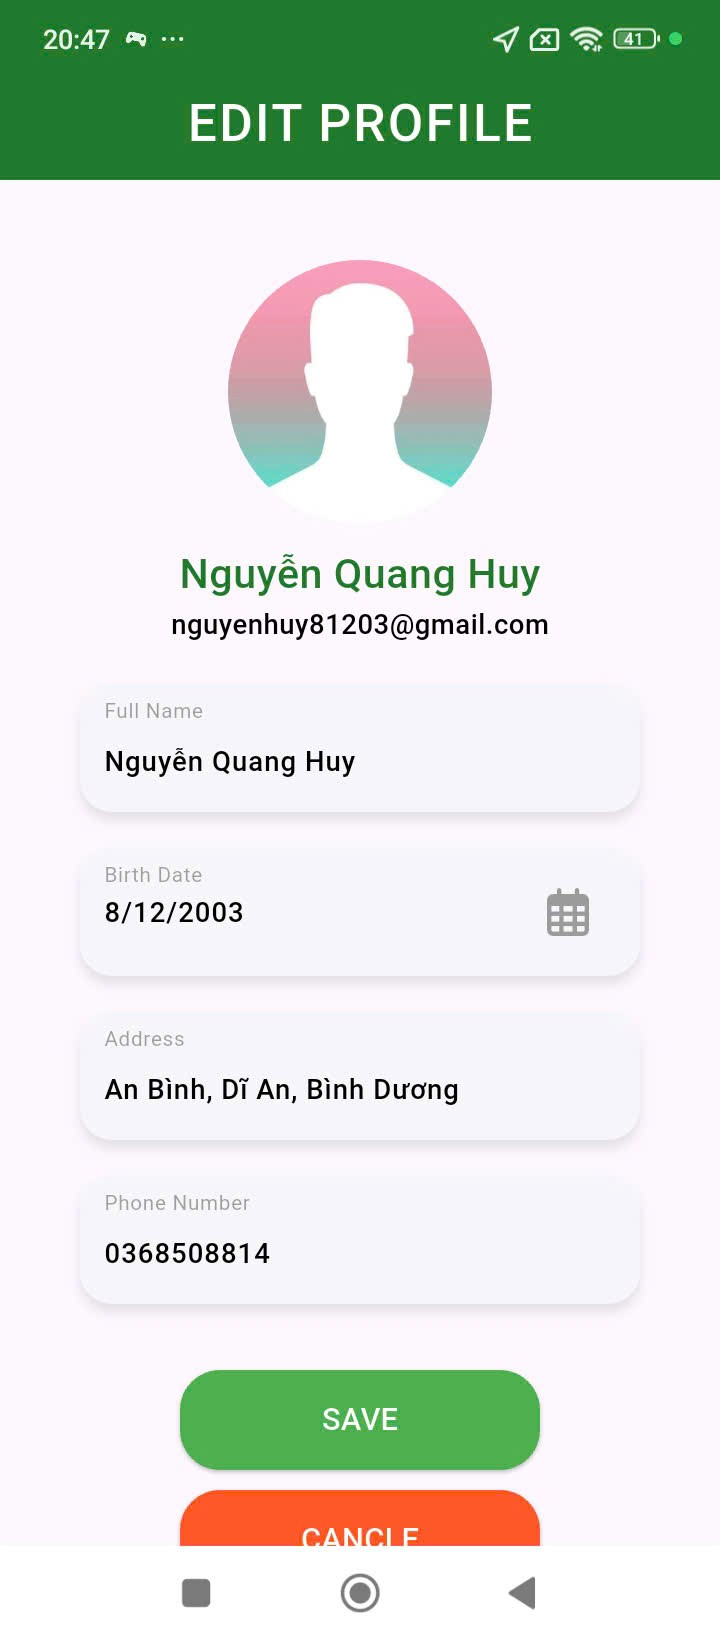 20:47
41
EDIT PROFILE
Nguyễn Quang Huy
nguyenhuy81203@gmail.com
Full Name
Nguyễn Quang Huy
Birth Date
8/12/2003
Address
An Bình, Dĩ An, Bình Dương
Phone Number
0368508814
SAVE
CANCLE